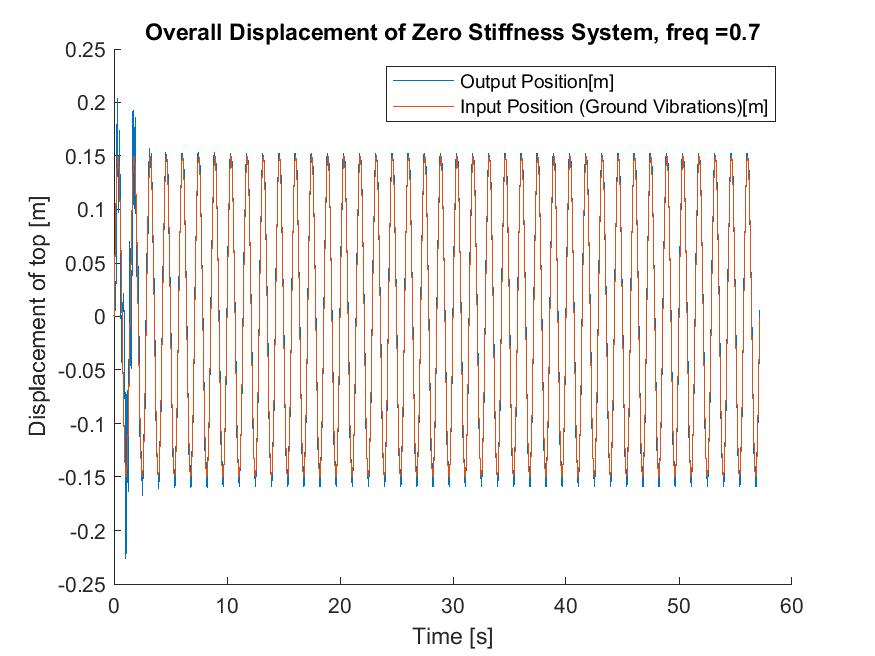 Overall Displacement of Zero Stiffness System, freq =0.7
Output Position[m]
Input Position (Ground Vibrations)[m]
Displacement of top [m]
0.25
0.2
0.15
0.1
0.05
0
-0.05
-0.1
-0.15
-0.2
-0.25
0 10 20 30 40 50 60
Time [s]